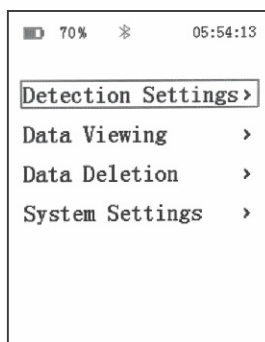 70% 05:54:13
Detection Settings>
Data Viewing >
Data Deletion >
System Settings >